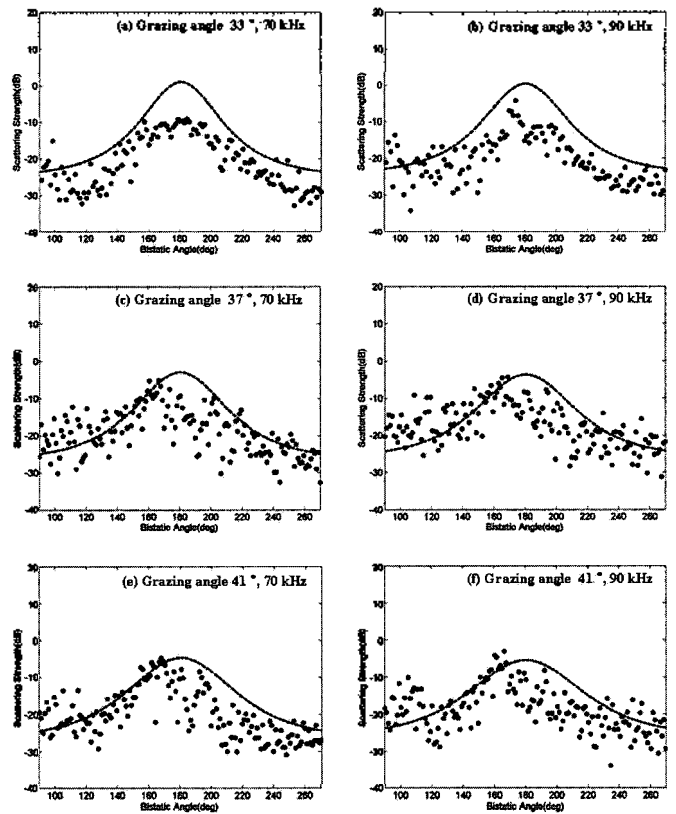 (a) Grazing angle 33 °, 70 kHz
20
10
0
-10
-20
-30
-40
Scattering Strength(dB)
100 120 140 160 180 200 220 240 260
Bistatic Angle(deg)
(b) Grazing angle 33 °, 90 kHz
20
10
0
-10
-20
-30
-40
Scattering Strength(dB)
100 120 140 160 180 200 220 240 260
Bistatic Angle(deg)
(c) Grazing angle 37 °, 70 kHz
20
10
0
-10
-20
-30
-40
Scattering Strength(dB)
100 120 140 160 180 200 220 240 260
Bistatic Angle(deg)
(d) Grazing angle 37 °, 90 kHz
20
10
0
-10
-20
-30
-40
Scattering Strength(dB)
100 120 140 160 180 200 220 240 260
Bistatic Angle(deg)
(e) Grazing angle 41 °, 70 kHz
20
10
0
-10
-20
-30
-40
Scattering Strength(dB)
100 120 140 160 180 200 220 240 260
Bistatic Angle(deg)
(f) Grazing angle 41 °, 90 kHz
20
10
0
-10
-20
-30
-40
Scattering Strength(dB)
100 120 140 160 180 200 220 240 260
Bistatic Angle(deg)